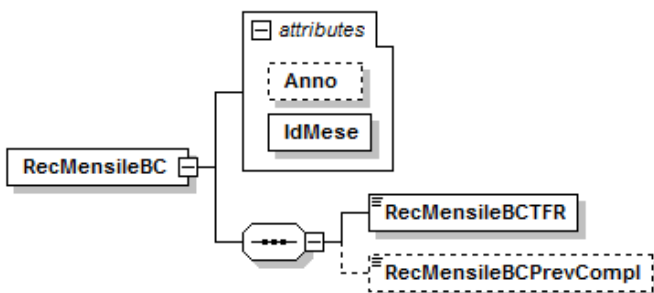 attributes
Anno
IdMese
RecMensileBC
RecMensileBCTFR
RecMensileBCPrevCompl